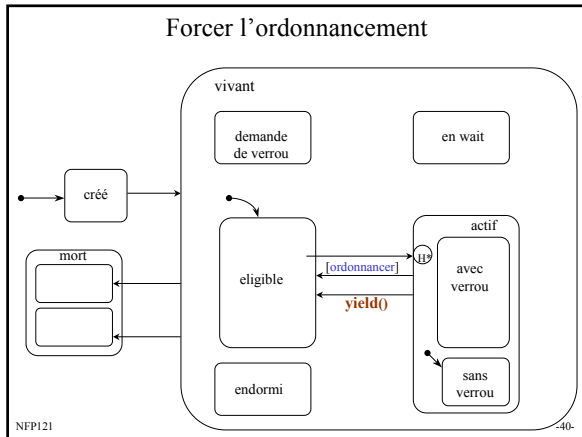 Forcer l'ordonnancement
vivant
demande
de verrou
en wait
créé
actif
mort
eligible
H*
[ordonnancer]
avec
verrou
yield()
endormi
sans
verrou
NFP121
-40-